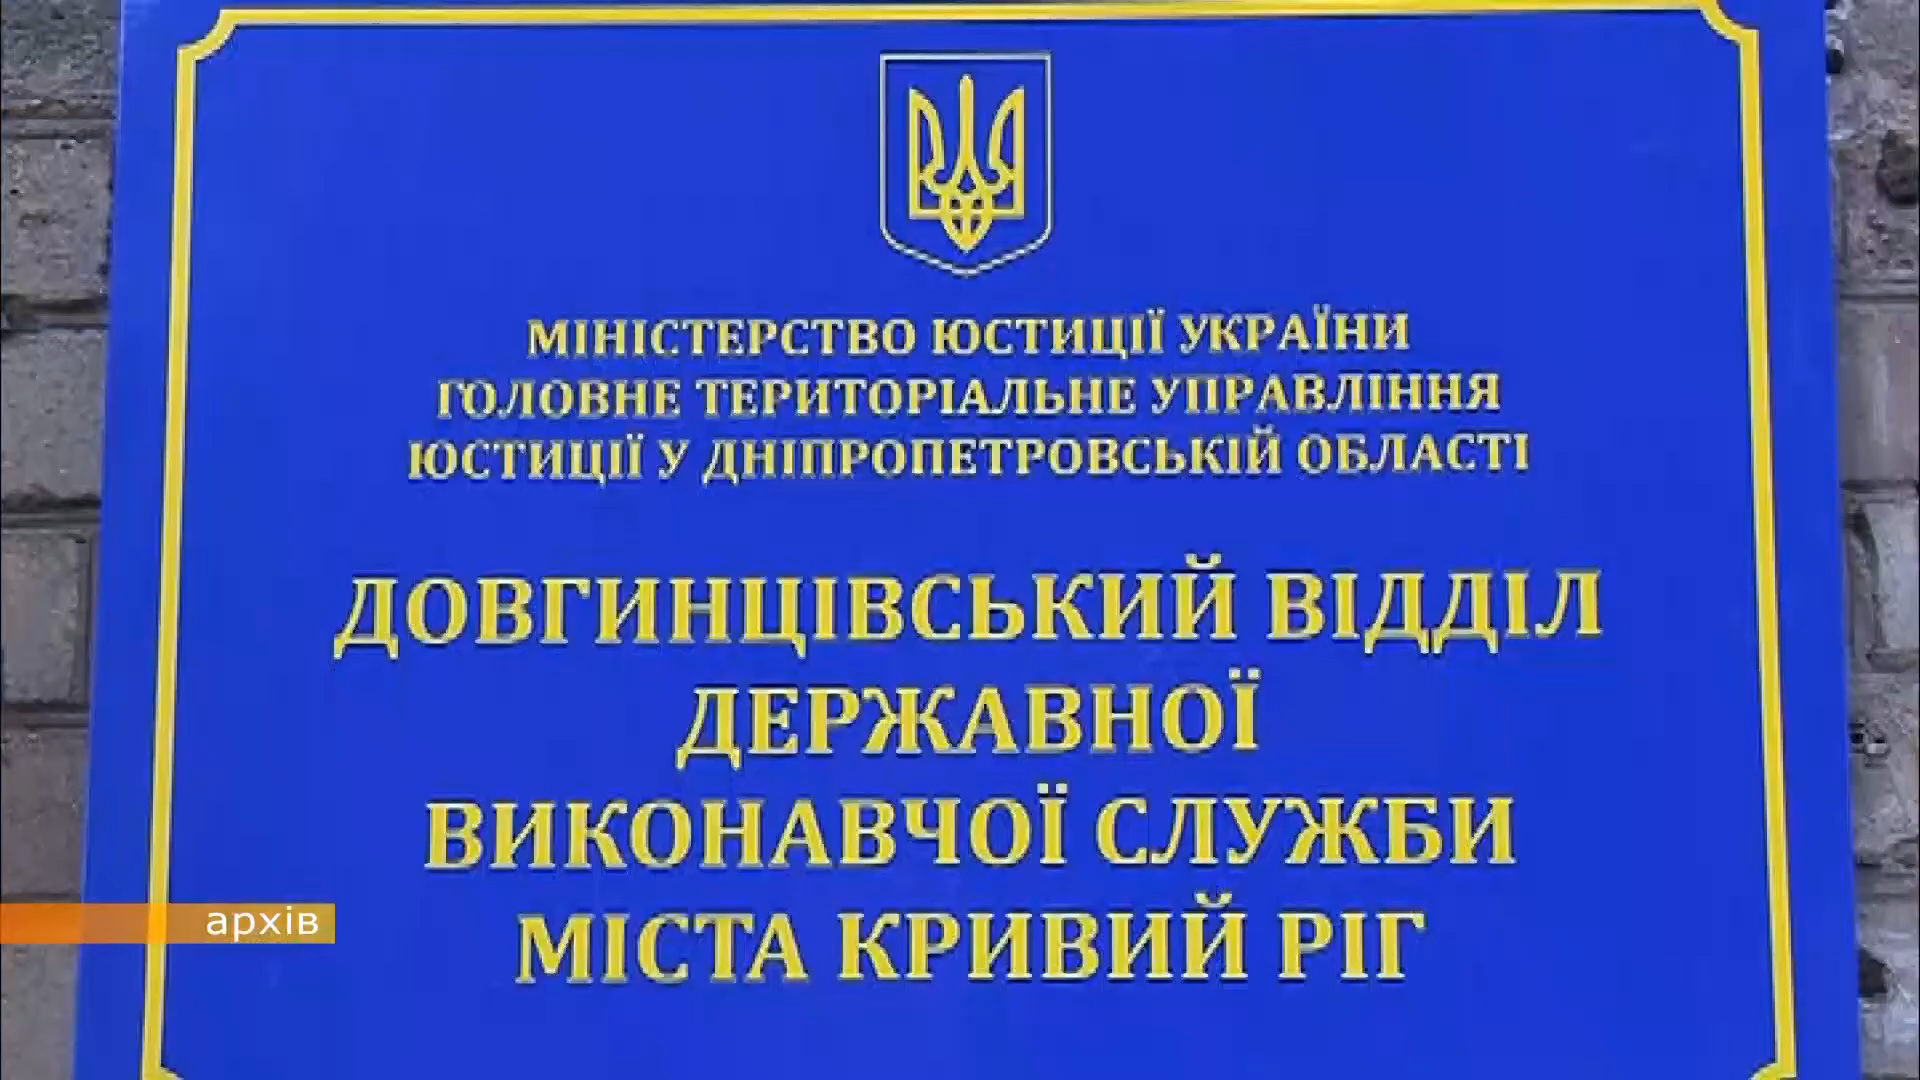 МІНІСТЕРСТВО ЮСТИЦІЇ УКРАЇНИ
ГОЛОВНЕ ТЕРИТОРІАЛЬНЕ УПРАВЛІННЯ
ЮСТИЦІЇ У ДНІПРОПЕТРОВСЬКІЙ ОБЛАСТІ
ДОВГИНЦІВСЬКИЙ ВІДДІЛ
ДЕРЖАВНОЇ
ВИКОНАВЧОЇ СЛУЖБИ
МІСТА КРИВИЙ РІГ
архів